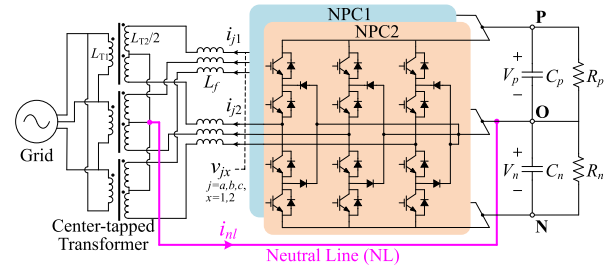 NPC1
NPC2
P
O
N
L_T1
L_T2/2
L_f
i_j1
i_j2
v_jx
j=a,b,c,
x=1,2
Grid
Center-tapped
Transformer
i_nl
Neutral Line (NL)
+
V_p
−
C_p
R_p
+
V_n
−
C_n
R_n